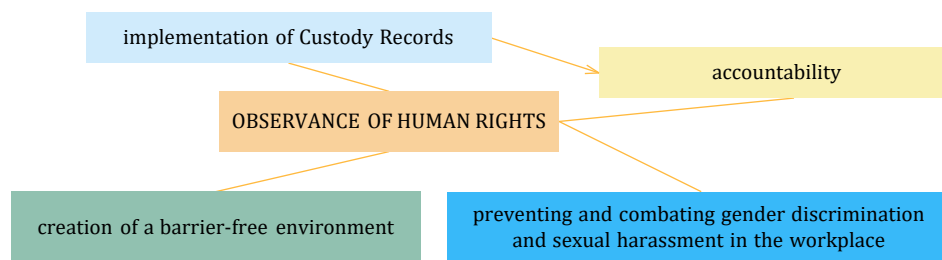 implementation of Custody Records
accountability
OBSERVANCE OF HUMAN RIGHTS
creation of a barrier-free environment
preventing and combating gender discrimination
and sexual harassment in the workplace